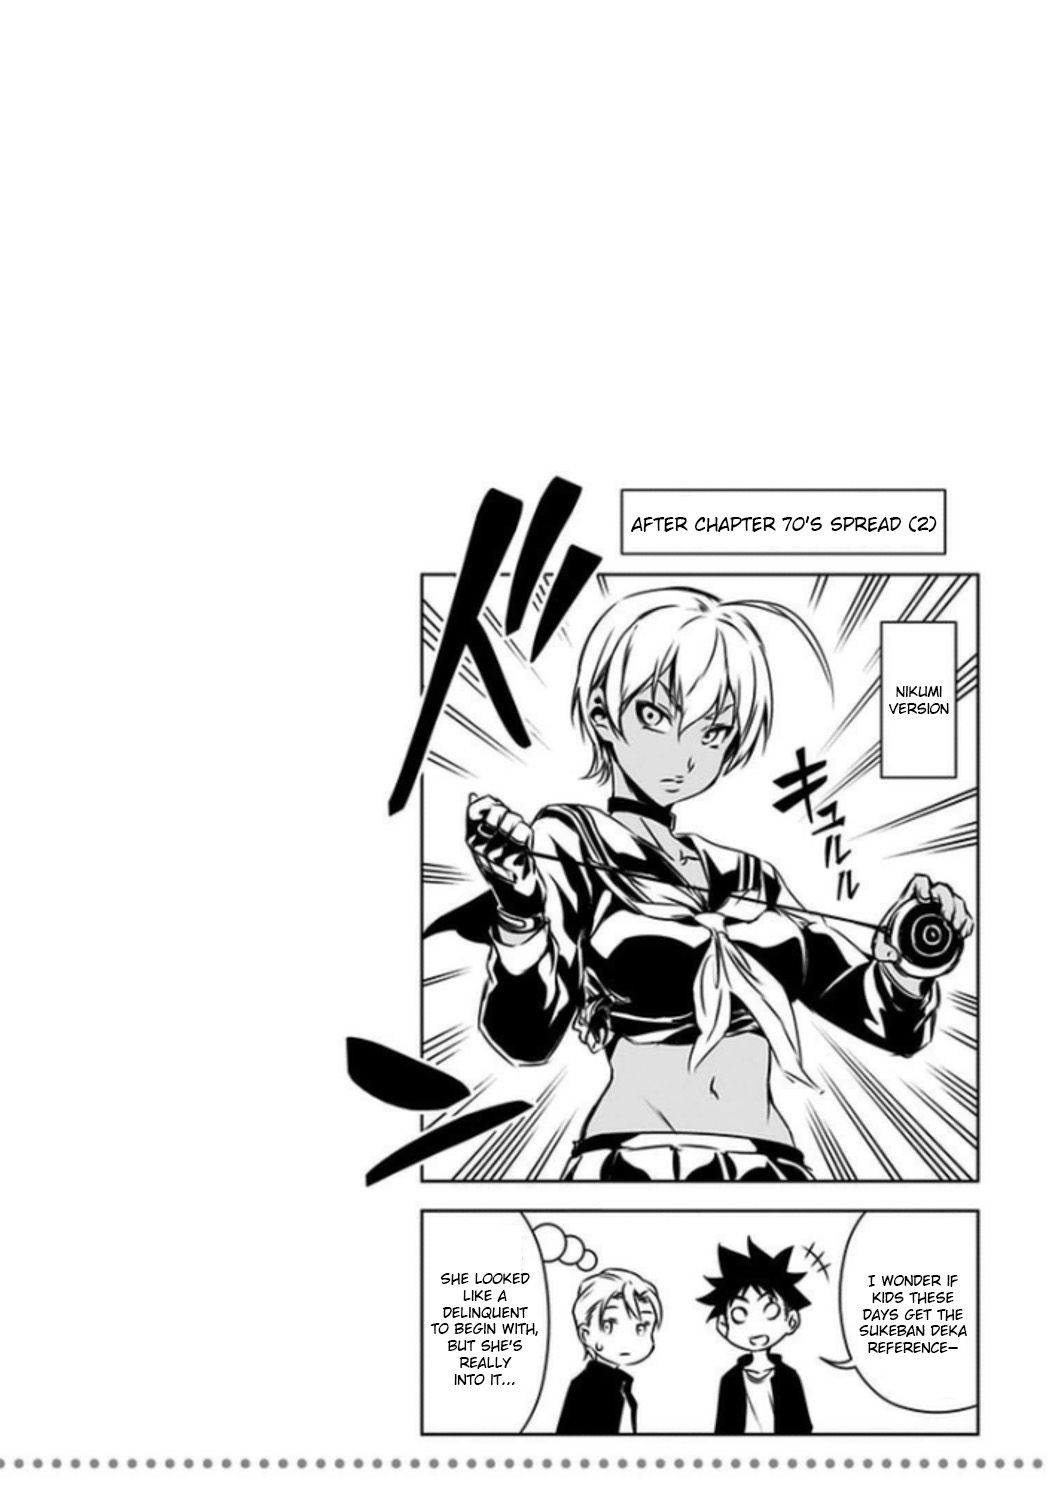 AFTER CHAPTER 70'S SPREAD (2)
ドドン
NIKUMI
VERSION
キュルル
I WONDER IF
KIDS THESE
DAYS GET THE
SUKEBAN DEKA
REFERENCE—
SHE LOOKED
LIKE A
DELINQUENT
TO BEGIN WITH,
BUT SHE'S
REALLY
INTO IT...